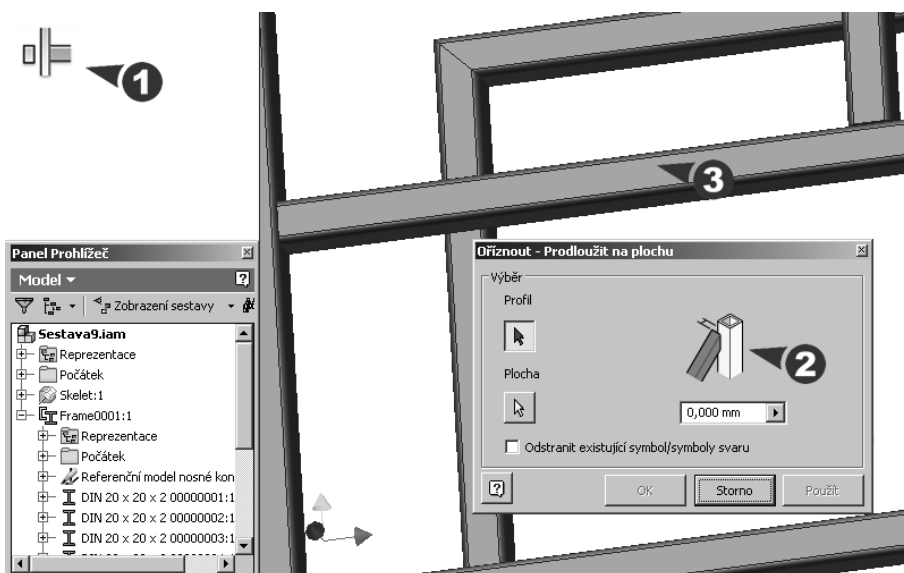 1
3
Panel Prohlížeč
Model
Zobrazení sestavy
Sestava9.iam
Reprezentace
Počátek
Skelet:1
Frame0001:1
Reprezentace
Počátek
Referenční model nosné kon
DIN 20 x 20 x 2 00000001:1
DIN 20 x 20 x 2 00000002:1
DIN 20 x 20 x 2 00000003:1
Oříznout - Prodloužit na plochu
Výběr
Profil
2
Plocha
0,000 mm
Odstranit existující symbol/symboly svaru
OK
Storno
Použít